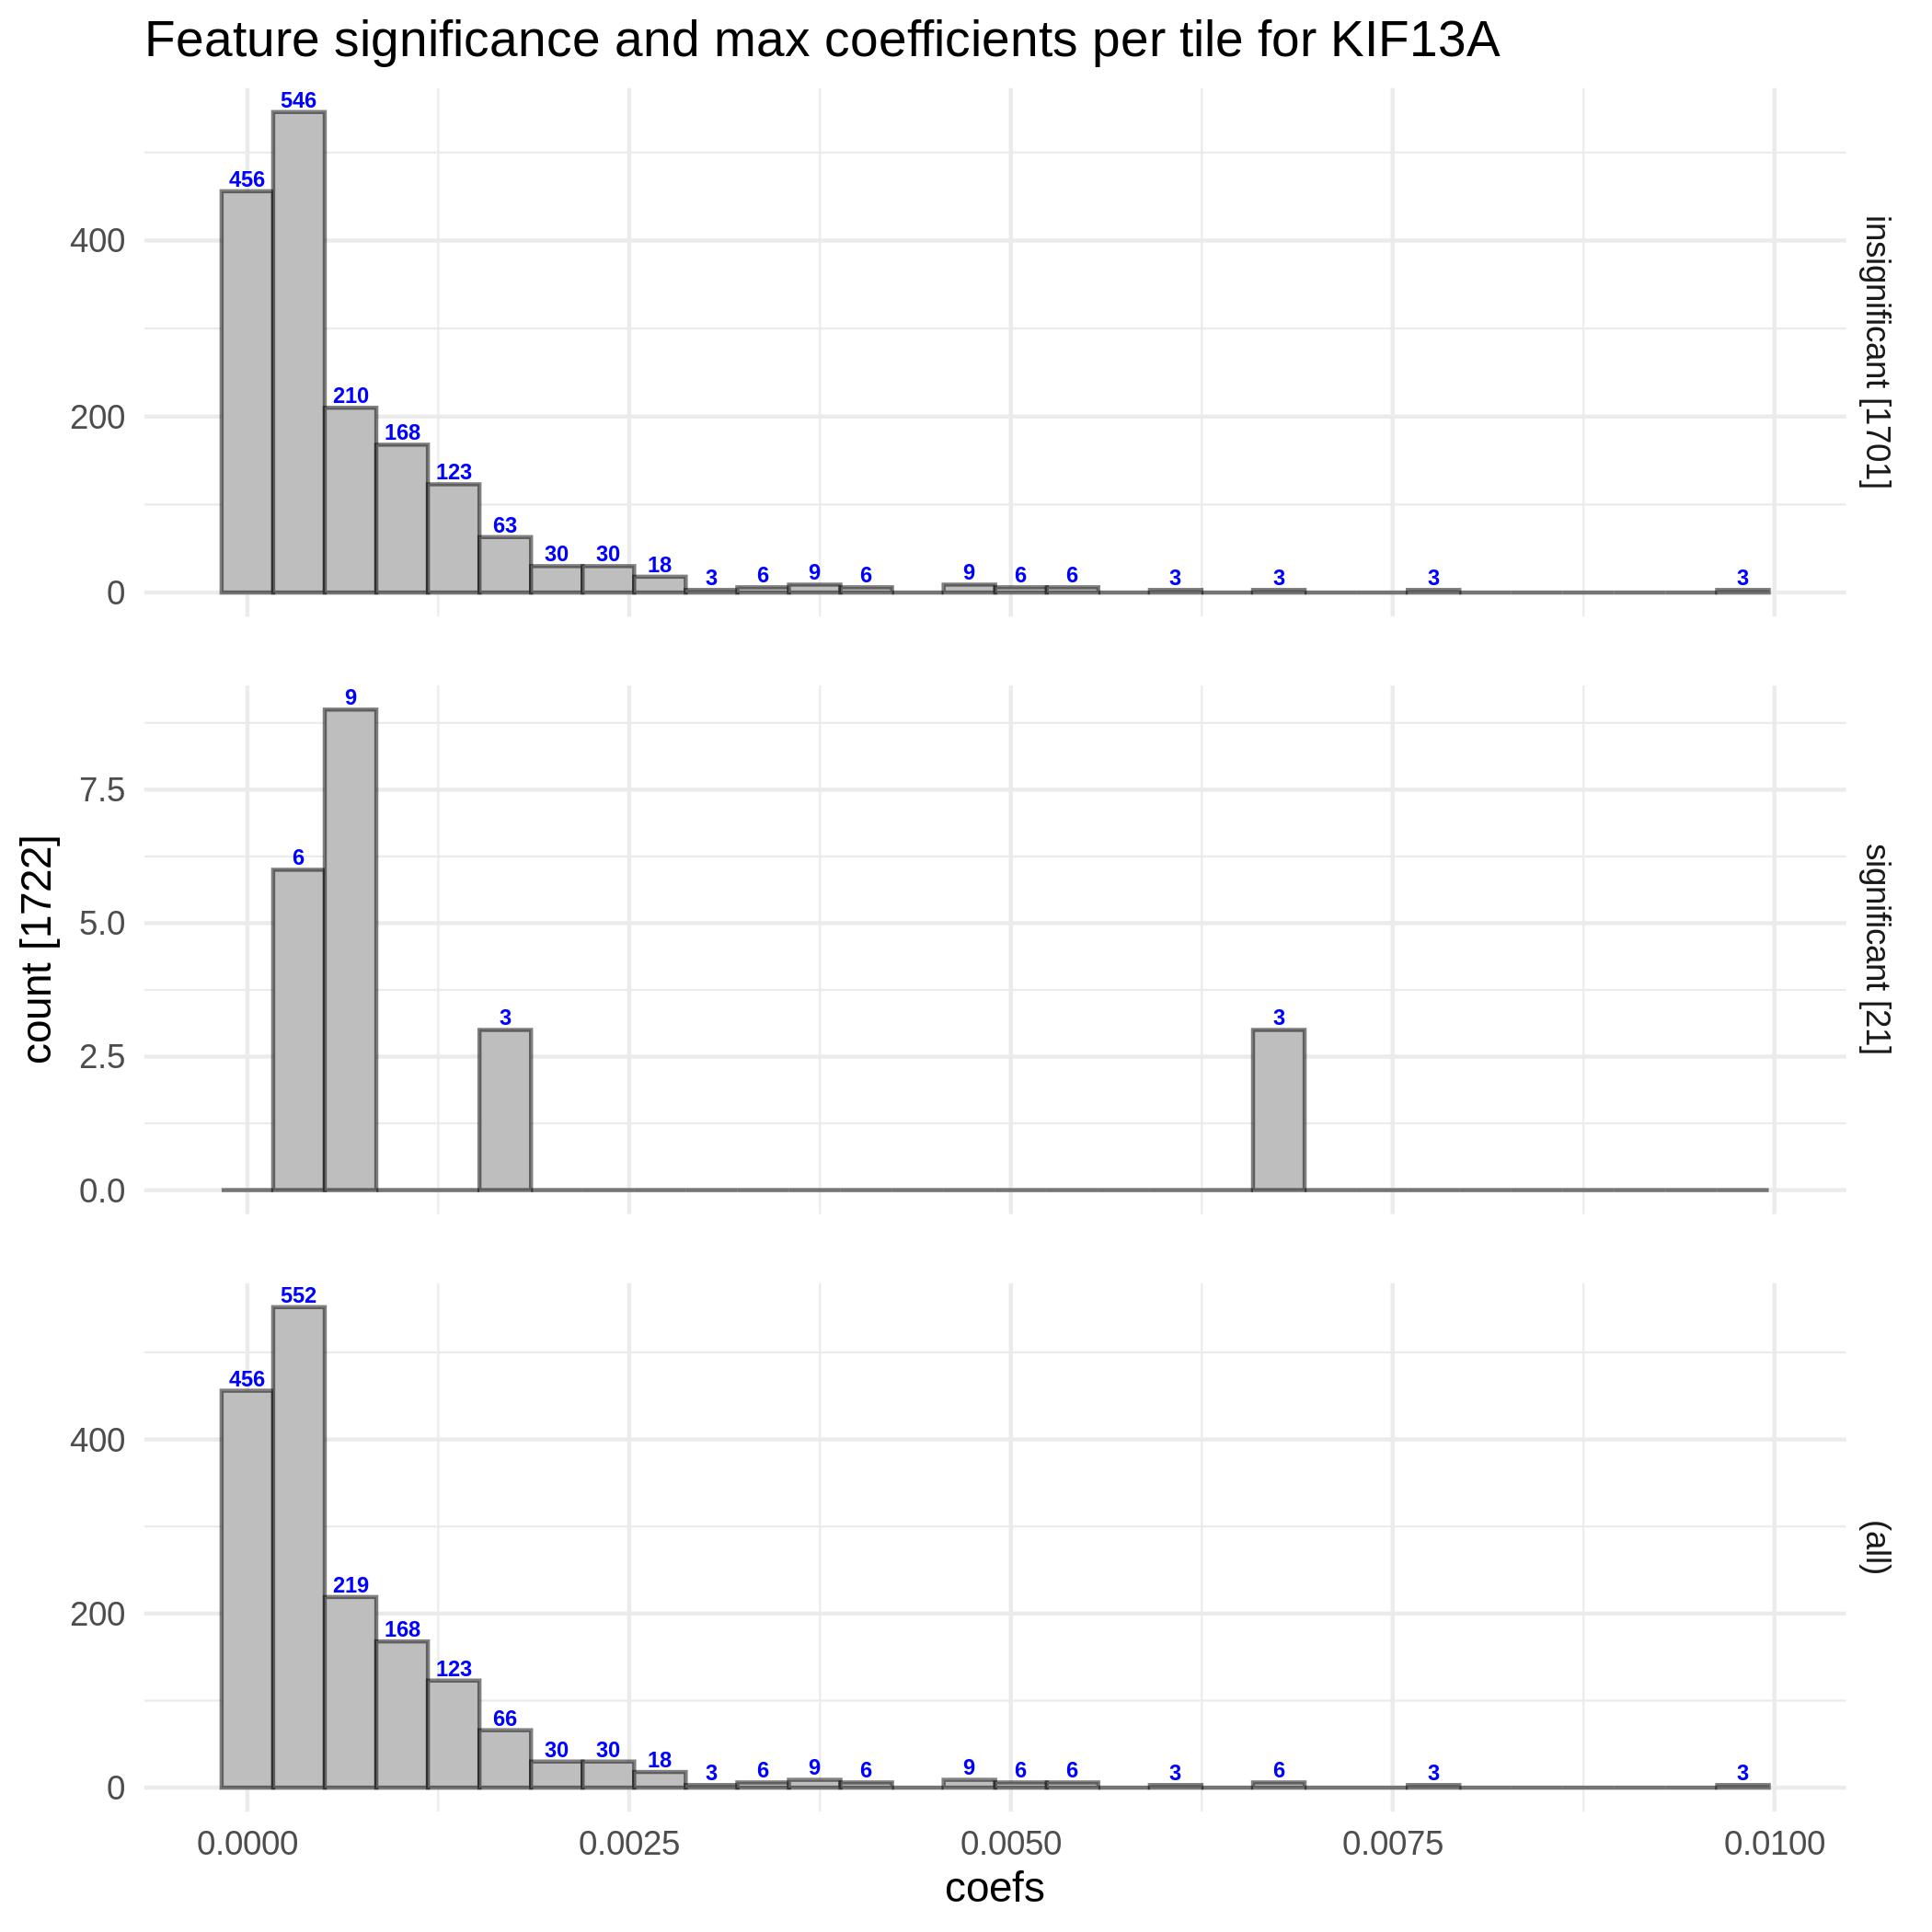 Feature significance and max coefficients per tile for KIF13A
546
456
210
168
123
63
30 30 18 3 6 9 6 9 6 6 3 3 3 3
400
200
0
insignificant [1701]
9
6
3 3
7.5
5.0
2.5
0.0
count [1722]
significant [21]
552
456
219
168
123
66
30 30 18 3 6 9 6 9 6 6 3 6 3 3
400
200
0
(all)
0.0000 0.0025 0.0050 0.0075 0.0100
coefs